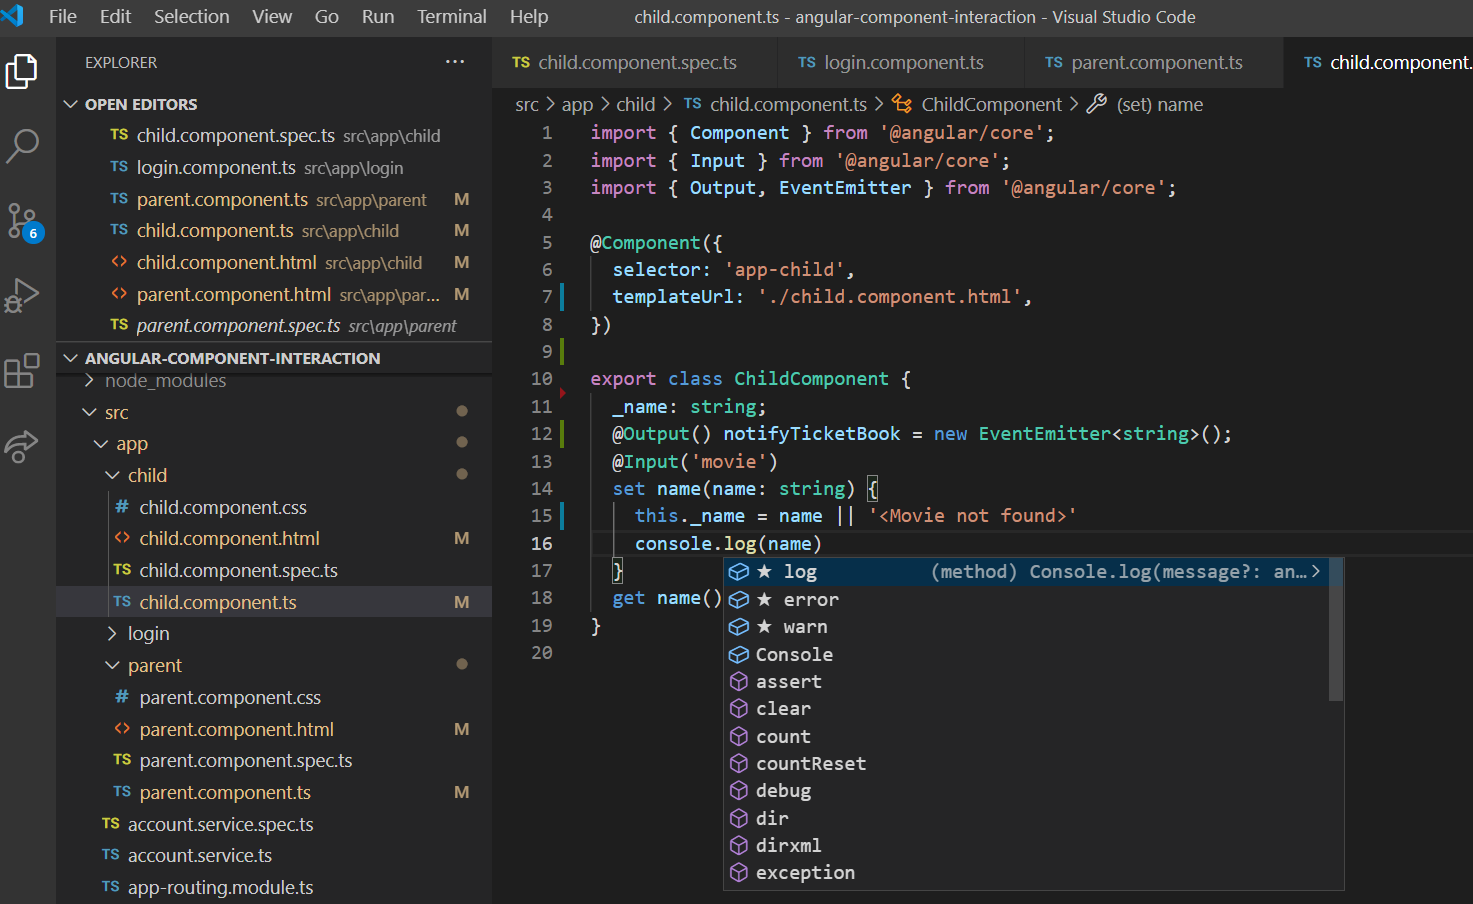 File Edit Selection View Go Run Terminal Help child.component.ts - angular-component-interaction - Visual Studio Code
EXPLORER ···
OPEN EDITORS
TS child.component.spec.ts src\app\child
TS login.component.ts src\app\login
TS parent.component.ts src\app\parent M
TS child.component.ts src\app\child M
<> child.component.html src\app\child M
<> parent.component.html src\app\par... M
TS parent.component.spec.ts src\app\parent
6
ANGULAR-COMPONENT-INTERACTION
node_modules
src
app
child
# child.component.css
<> child.component.html M
TS child.component.spec.ts
TS child.component.ts M
login
parent
# parent.component.css
<> parent.component.html M
TS parent.component.spec.ts
TS parent.component.ts M
TS account.service.spec.ts
TS account.service.ts
TS app-routing.module.ts
TS child.component.spec.ts TS login.component.ts TS parent.component.ts TS child.component.
src > app > child > TS child.component.ts > ChildComponent > (set) name
1 import { Component } from '@angular/core';
2 import { Input } from '@angular/core';
3 import { Output, EventEmitter } from '@angular/core';
4
5 @Component({
6 selector: 'app-child',
7 templateUrl: './child.component.html',
8 })
9
10 export class ChildComponent {
11 _name: string;
12 @Output() notifyTicketBook = new EventEmitter<string>();
13 @Input('movie')
14 set name(name: string) {
15 this._name = name || '<Movie not found>'
16 console.log(name)
17 }
18 get name()
19 }
20
★ log (method) Console.log(message?: an…>
★ error
★ warn
Console
assert
clear
count
countReset
debug
dir
dirxml
exception